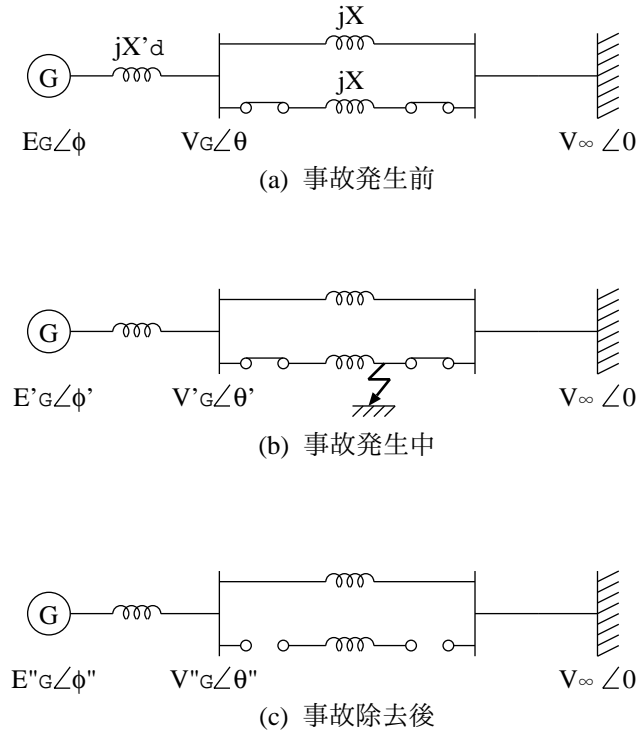 jX
jX'd
jX
G
EG∠ϕ VG∠θ V∞ ∠0
(a) 事故発生前
G
E'G∠ϕ' V'G∠θ' V∞ ∠0
(b) 事故発生中
G
E"G∠ϕ" V"G∠θ" V∞ ∠0
(c) 事故除去後